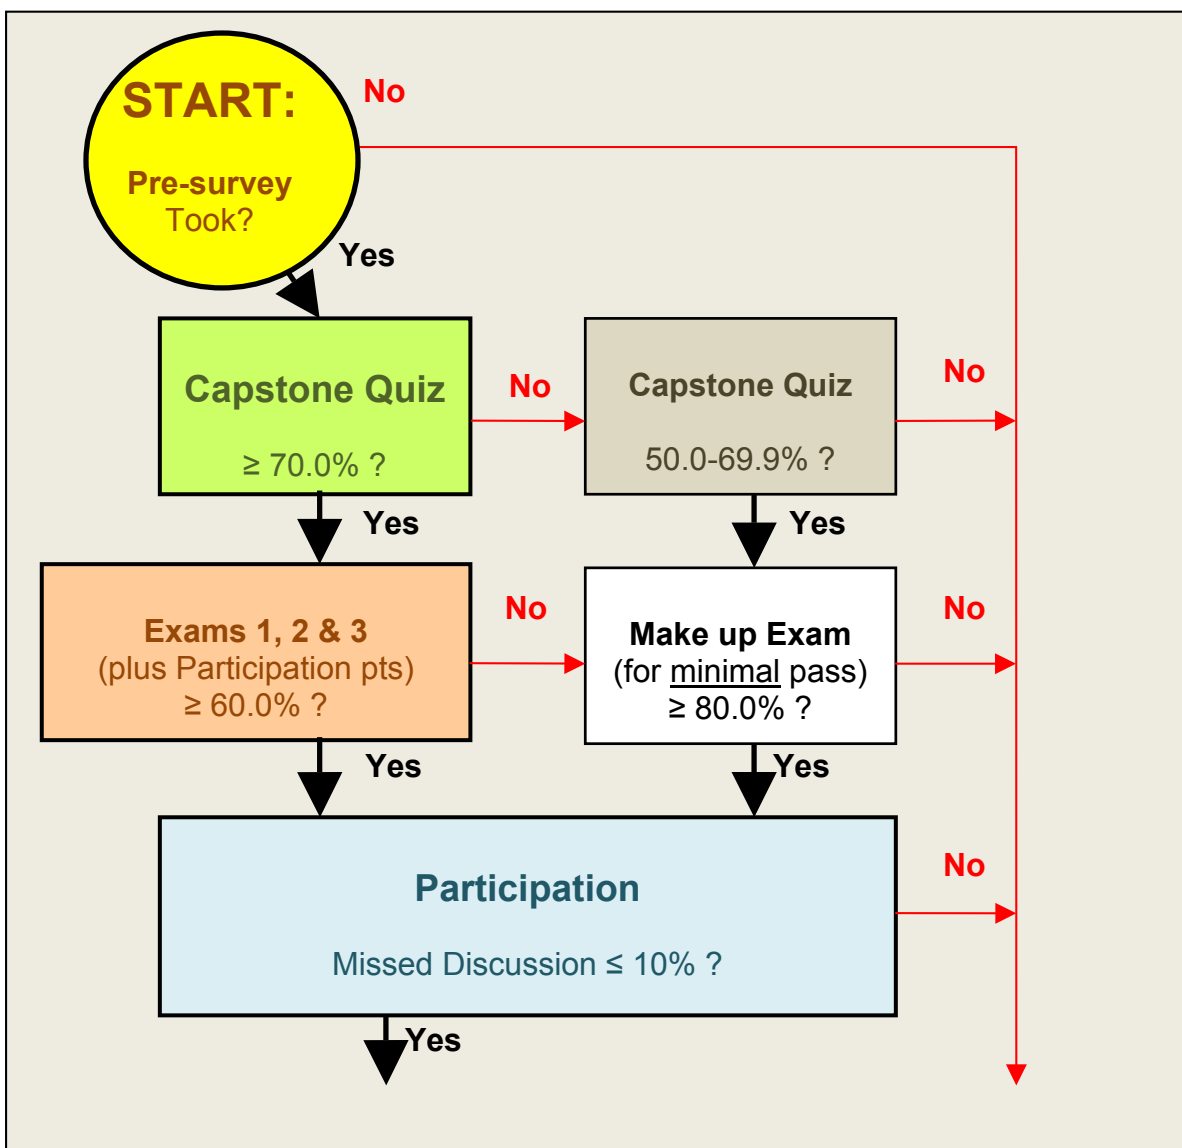 START:
No
Pre-survey
Took?
Yes
Capstone Quiz
≥ 70.0% ?
No
Capstone Quiz
50.0-69.9% ?
No
Yes
Yes
Exams 1, 2 & 3
(plus Participation pts)
≥ 60.0% ?
No
Make up Exam
(for minimal pass)
≥ 80.0% ?
No
Yes
Yes
Participation
Missed Discussion ≤ 10% ?
No
Yes